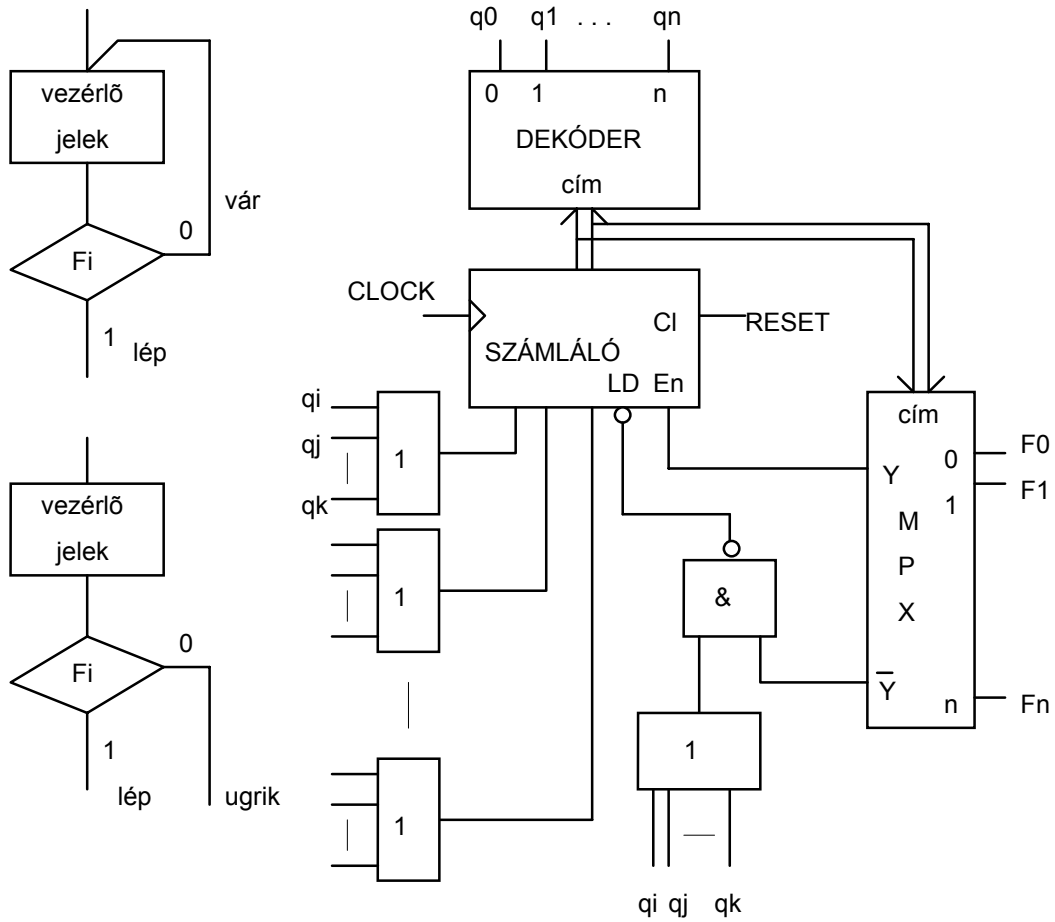 q0 q1 . . . qn
vezérlõ
jelek
0 1 n
DEKÓDER
cím
vár
0
Fi
1 lép
CLOCK
Cl
RESET
SZÁMLÁLÓ
LD En
qi
qj
qk
1
cím
Y
0
1
M
P
X
Y̅
n
F0
F1
Fn
vezérlõ
jelek
1
&
0
Fi
1
lép
ugrik
1
1
qi qj qk